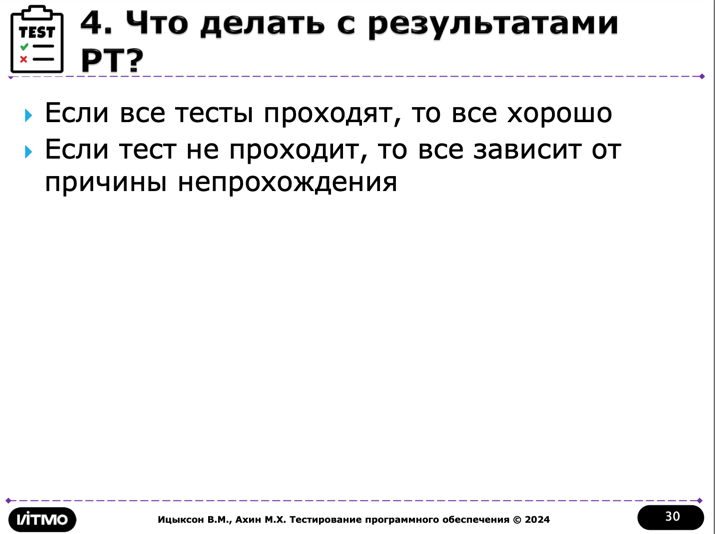 TEST
4. Что делать с результатами
РТ?
Если все тесты проходят, то все хорошо
Если тест не проходит, то все зависит от
причины непрохождения
ИТМО
Ицыксон В.М., Ахин М.Х. Тестирование программного обеспечения © 2024
30